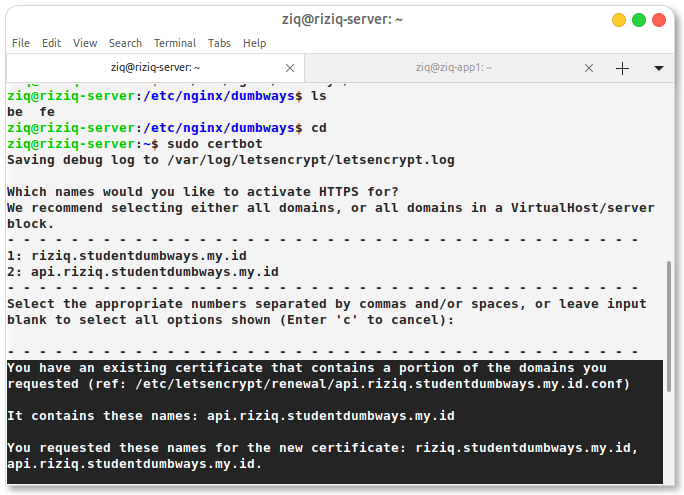 ziq@riziq-server: ~
File Edit View Search Terminal Tabs Help
ziq@riziq-server: ~
ziq@ziq-app1: ~
ziq@riziq-server:/etc/nginx/dumbways$ ls
be  fe
ziq@riziq-server:/etc/nginx/dumbways$ cd
ziq@riziq-server:~$ sudo certbot
Saving debug log to /var/log/letsencrypt/letsencrypt.log
Which names would you like to activate HTTPS for?
We recommend selecting either all domains, or all domains in a VirtualHost/server
block.
- - - - - - - - - - - - - - - - - - - - - - - - - - - - - - - - - - - - - - - -
1: riziq.studentdumbways.my.id
2: api.riziq.studentdumbways.my.id
- - - - - - - - - - - - - - - - - - - - - - - - - - - - - - - - - - - - - - - -
Select the appropriate numbers separated by commas and/or spaces, or leave input
blank to select all options shown (Enter 'c' to cancel):
- - - - - - - - - - - - - - - - - - - - - - - - - - - - - - - - - - - - - - - -
You have an existing certificate that contains a portion of the domains you
requested (ref: /etc/letsencrypt/renewal/api.riziq.studentdumbways.my.id.conf)
It contains these names: api.riziq.studentdumbways.my.id
You requested these names for the new certificate: riziq.studentdumbways.my.id,
api.riziq.studentdumbways.my.id.